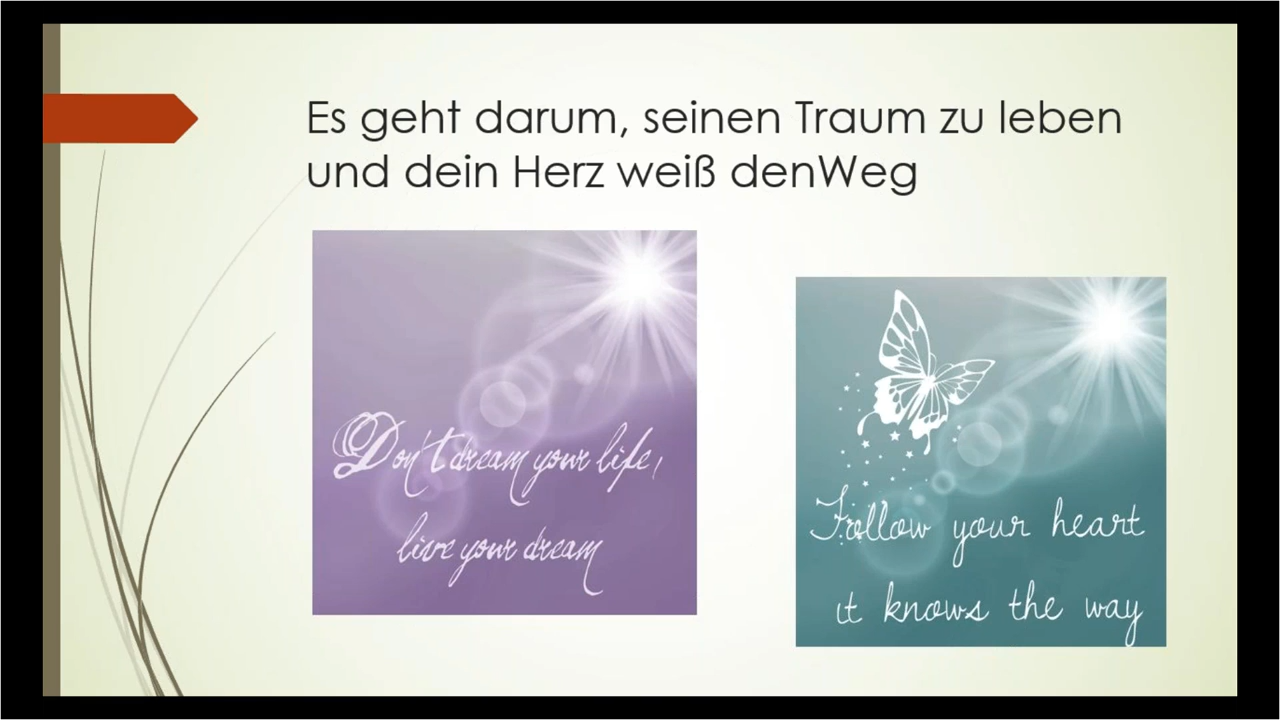 Es geht darum, seinen Traum zu leben
und dein Herz weiß denWeg
Don't dream your life,
live your dream
Follow your heart
it knows the way